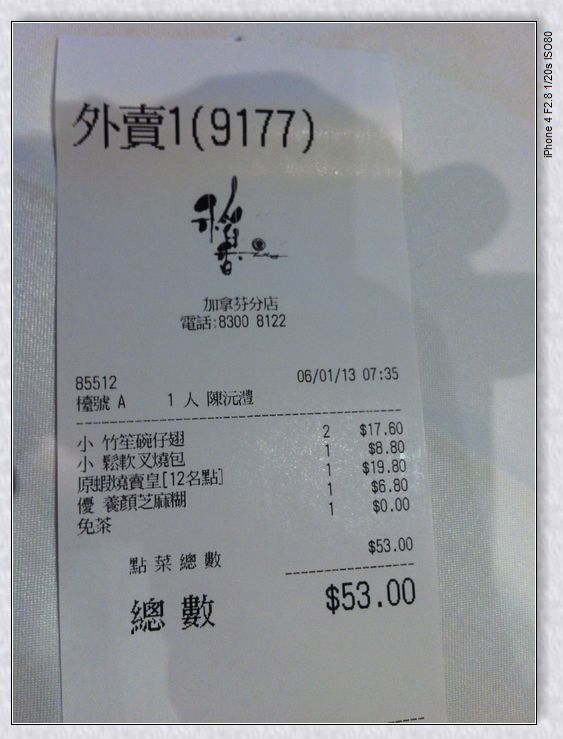 外賣1(9177)
加拿芬分店
電話:8300 8122
85512 06/01/13 07:35
檯號 A 1 人 陳沅灃
小 竹笙碗仔翅 2 $17.60
小 鬆軟叉燒包 1 $8.80
原蝦燒賣皇[12名點] 1 $19.80
優 養顏芝麻糊 1 $6.80
免茶 1 $0.00
點菜總數 $53.00
總數 $53.00
iPhone 4 F2.8 1/20s ISO80